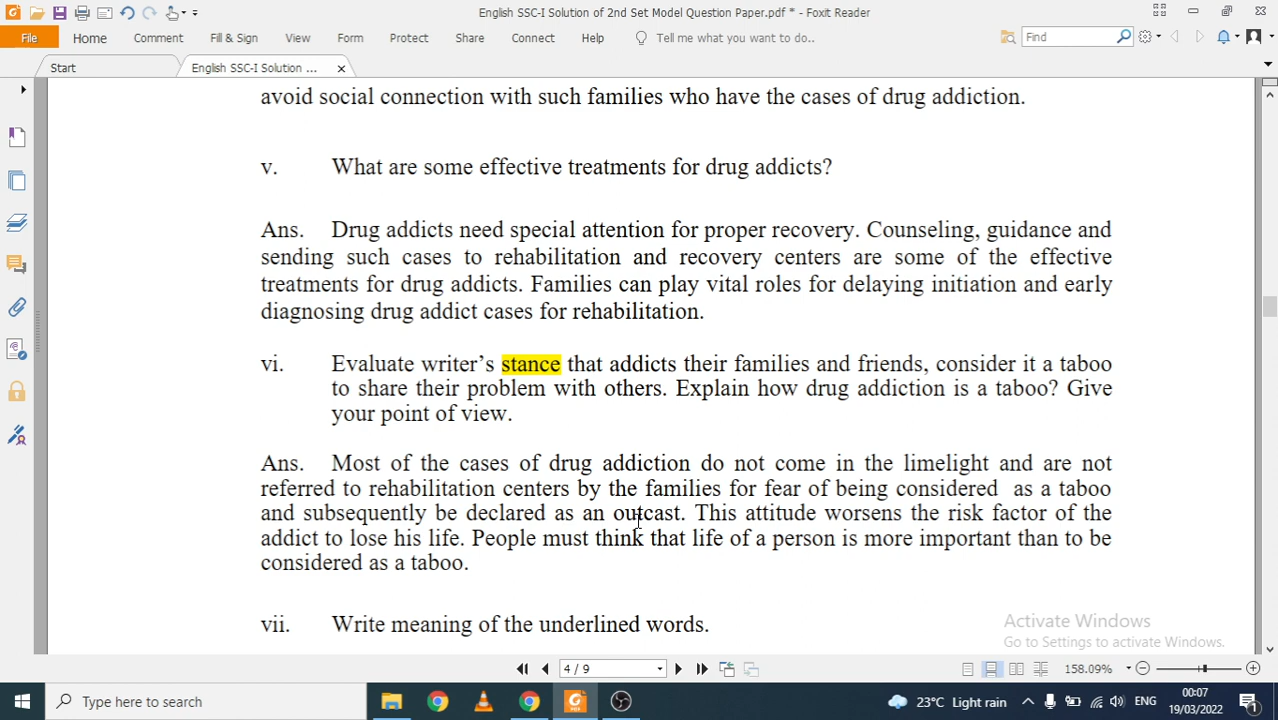 English SSC-I Solution of 2nd Set Model Question Paper.pdf * - Foxit Reader
File Home Comment Fill & Sign View Form Protect Share Connect Help Tell me what you want to do.. Find
Start English SSC-I Solution ...
avoid social connection with such families who have the cases of drug addiction.
v. What are some effective treatments for drug addicts?
Ans. Drug addicts need special attention for proper recovery. Counseling, guidance and
sending such cases to rehabilitation and recovery centers are some of the effective
treatments for drug addicts. Families can play vital roles for delaying initiation and early
diagnosing drug addict cases for rehabilitation.
vi. Evaluate writer’s stance that addicts their families and friends, consider it a taboo
to share their problem with others. Explain how drug addiction is a taboo? Give
your point of view.
Ans. Most of the cases of drug addiction do not come in the limelight and are not
referred to rehabilitation centers by the families for fear of being considered as a taboo
and subsequently be declared as an outcast. This attitude worsens the risk factor of the
addict to lose his life. People must think that life of a person is more important than to be
considered as a taboo.
vii. Write meaning of the underlined words.
Activate Windows
Go to Settings to activate Windows.
4 / 9 158.09%
Type here to search 23°C Light rain ENG 00:07
19/03/2022 1